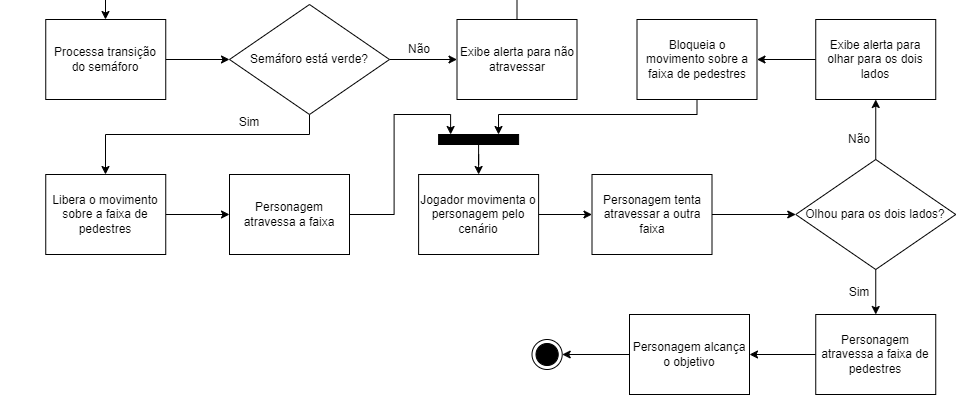 Processa transição
do semáforo
Semáforo está verde?
Não
Exibe alerta para não
atravessar
Bloqueia o
movimento sobre a
faixa de pedestres
Exibe alerta para
olhar para os dois
lados
Sim
Não
Libera o movimento
sobre a faixa de
pedestres
Personagem
atravessa a faixa
Jogador movimenta o
personagem pelo
cenário
Personagem tenta
atravessar a outra
faixa
Olhou para os dois lados?
Sim
Personagem alcança
o objetivo
Personagem
atravessa a faixa de
pedestres